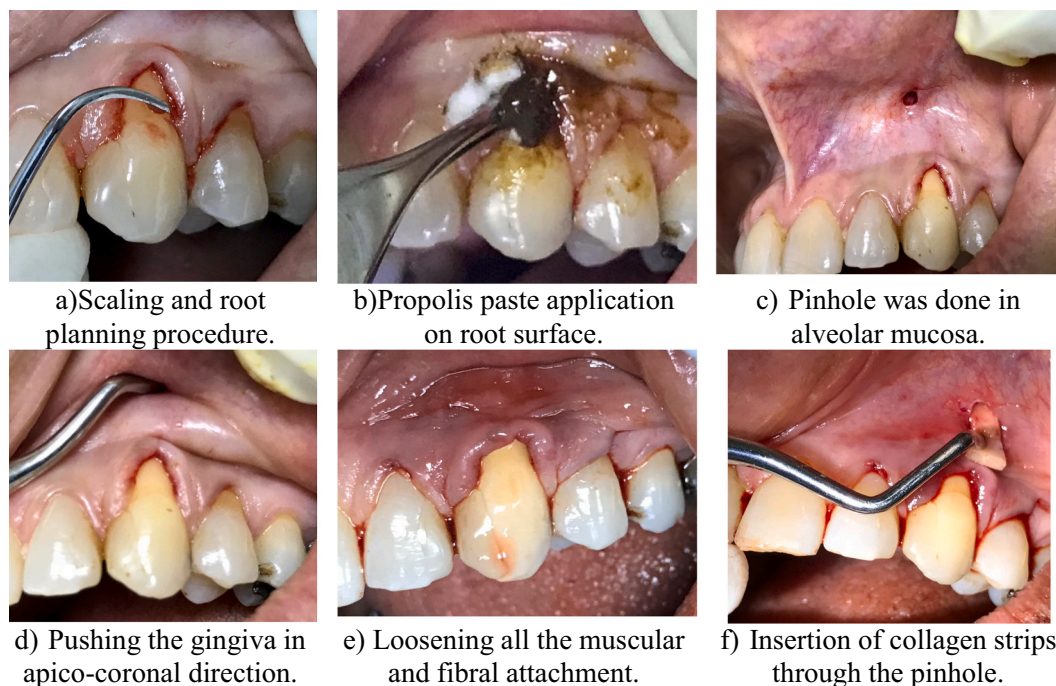 a)Scaling and root
planning procedure.
b)Propolis paste application
on root surface.
c) Pinhole was done in
alveolar mucosa.
d) Pushing the gingiva in
apico-coronal direction.
e) Loosening all the muscular
and fibral attachment.
f) Insertion of collagen strips
through the pinhole.